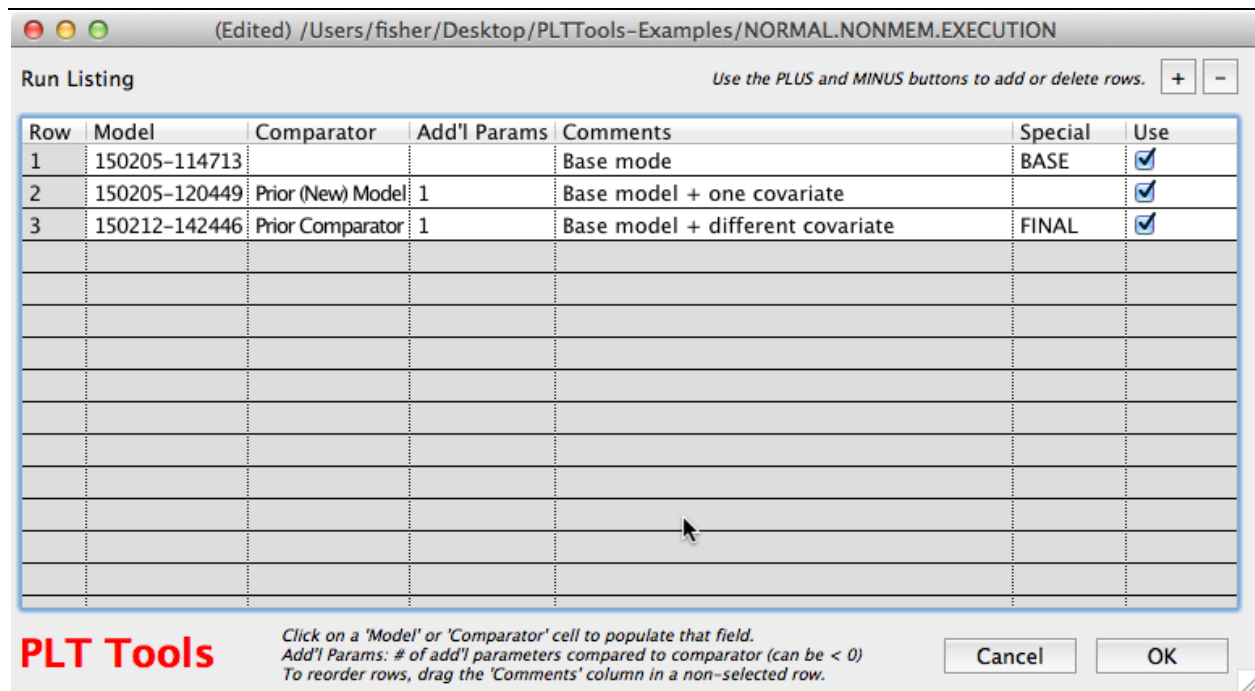 (Edited) /Users/fisher/Desktop/PLTTools-Examples/NORMAL.NONMEM.EXECUTION
Run Listing Use the PLUS and MINUS buttons to add or delete rows. + -
Row Model Comparator Add'l Params Comments Special Use
1 150205-114713 Base mode BASE
2 150205-120449 Prior (New) Model 1 Base model + one covariate
3 150212-142446 Prior Comparator 1 Base model + different covariate FINAL
PLT Tools
Click on a 'Model' or 'Comparator' cell to populate that field.
Add'l Params: # of add'l parameters compared to comparator (can be < 0)
To reorder rows, drag the 'Comments' column in a non-selected row.
Cancel OK